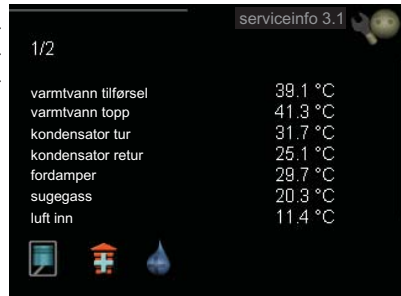 serviceinfo 3.1
1/2
varmtvann tilførsel 39.1 °C
varmtvann topp 41.3 °C
kondensator tur 31.7 °C
kondensator retur 25.1 °C
fordamper 29.7 °C
sugegass 20.3 °C
luft inn 11.4 °C